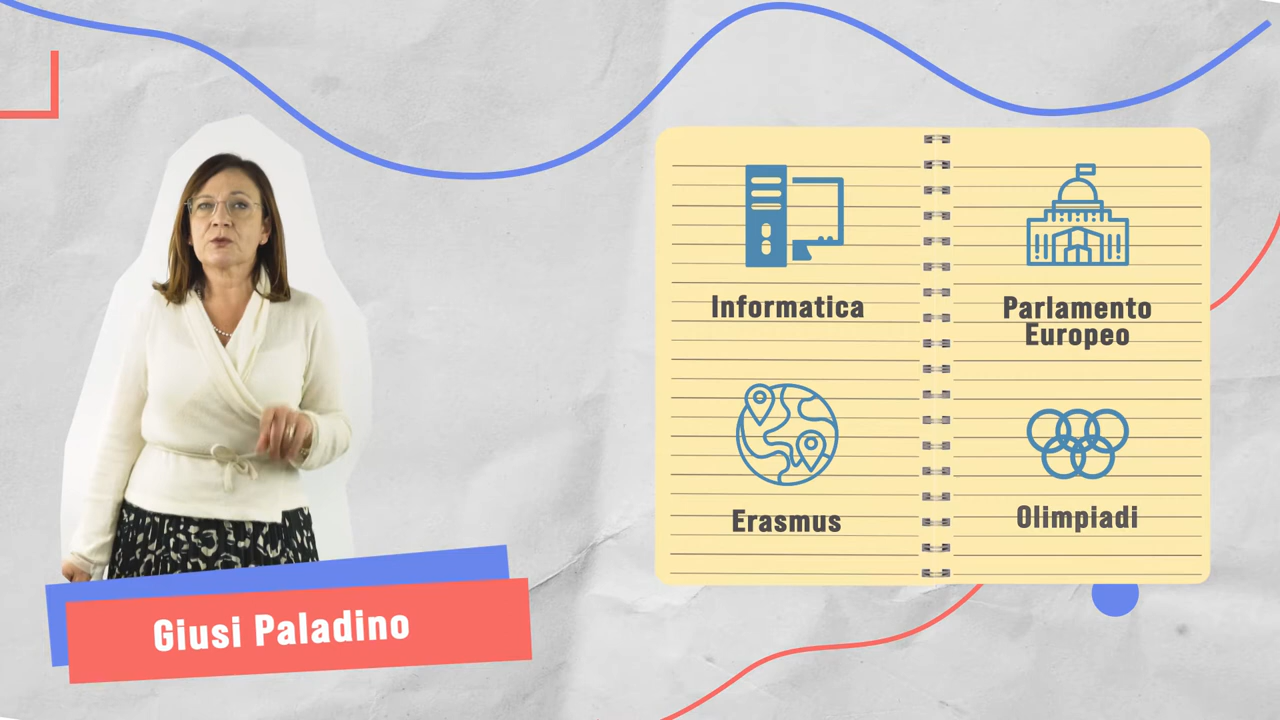 Informatica
Parlamento
Europeo
Erasmus
Olimpiadi
Giusi Paladino